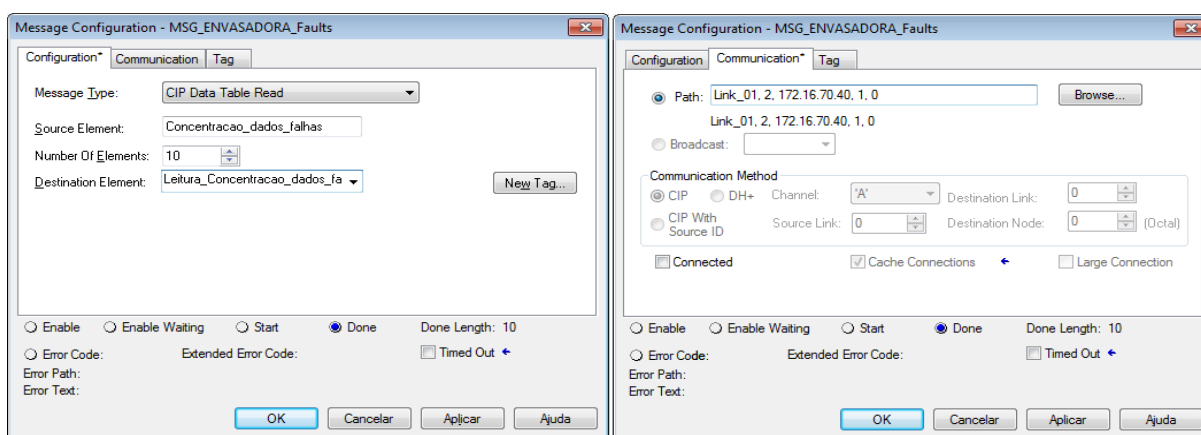 Message Configuration - MSG_ENVASADORA_Faults
Configuration* Communication Tag
Message Type: CIP Data Table Read
Source Element: Concentracao_dados_falhas
Number Of Elements: 10
Destination Element: Leitura_Concentracao_dados_fa New Tag...
Enable Enable Waiting Start Done Done Length: 10
Error Code: Extended Error Code: Timed Out
Error Path:
Error Text:
OK Cancelar Aplicar Ajuda
Message Configuration - MSG_ENVASADORA_Faults
Configuration Communication* Tag
Path: Link_01, 2, 172.16.70.40, 1, 0 Browse...
Link_01, 2, 172.16.70.40, 1, 0
Broadcast:
Communication Method
CIP DH+ Channel: 'A' Destination Link: 0
CIP With Source ID Source Link: 0 Destination Node: 0 (Octal)
Connected Cache Connections Large Connection
Enable Enable Waiting Start Done Done Length: 10
Error Code: Extended Error Code: Timed Out
Error Path:
Error Text:
OK Cancelar Aplicar Ajuda